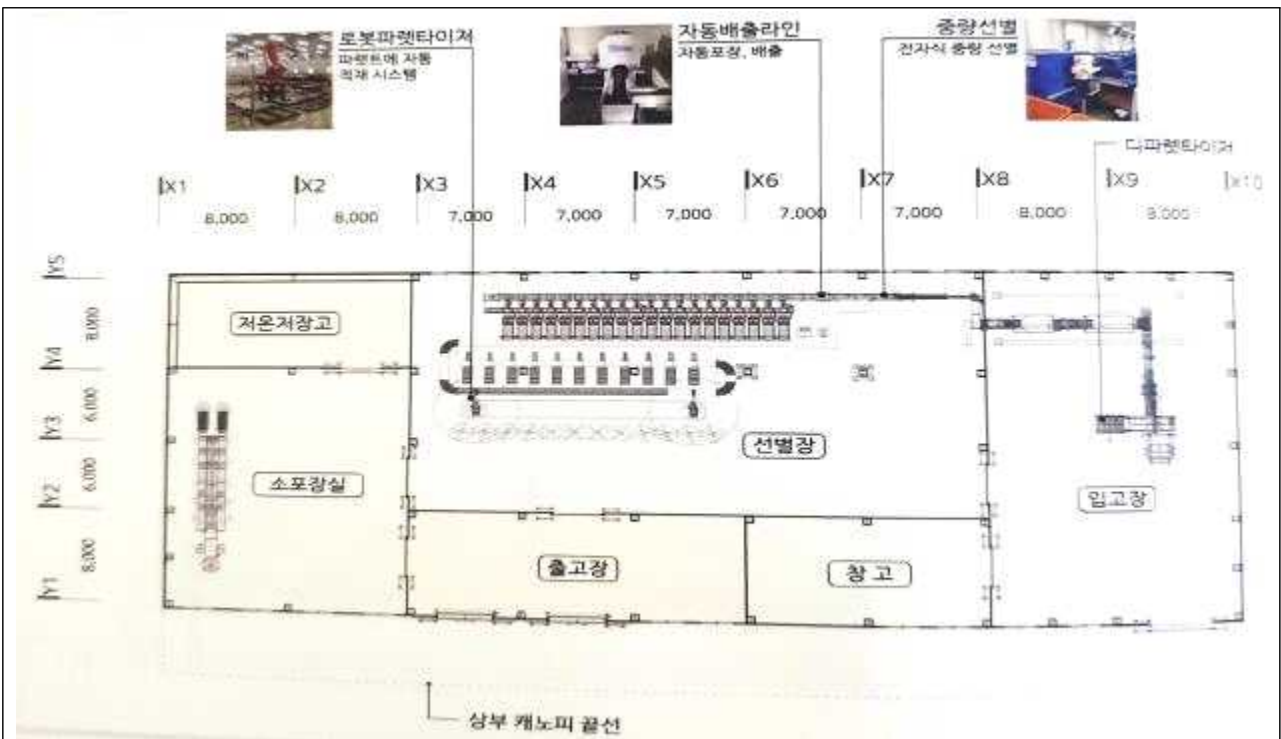 로봇파렛타이저
파렛트에 자동
적재 시스템
자동배출라인
자동포장, 배출
중량선별
전자식 중량 선별
디파렛타이저
X1 X2 X3 X4 X5 X6 X7 X8 X9 X10
8,000 8,000 7,000 7,000 7,000 7,000 7,000 8,000 8,000
Y5
8,000
Y4
6,000
Y3
6,000
Y2
8,000
Y1
저온저장고
소포장실
선별장
입고장
출고장
창 고
상부 캐노피 끝선